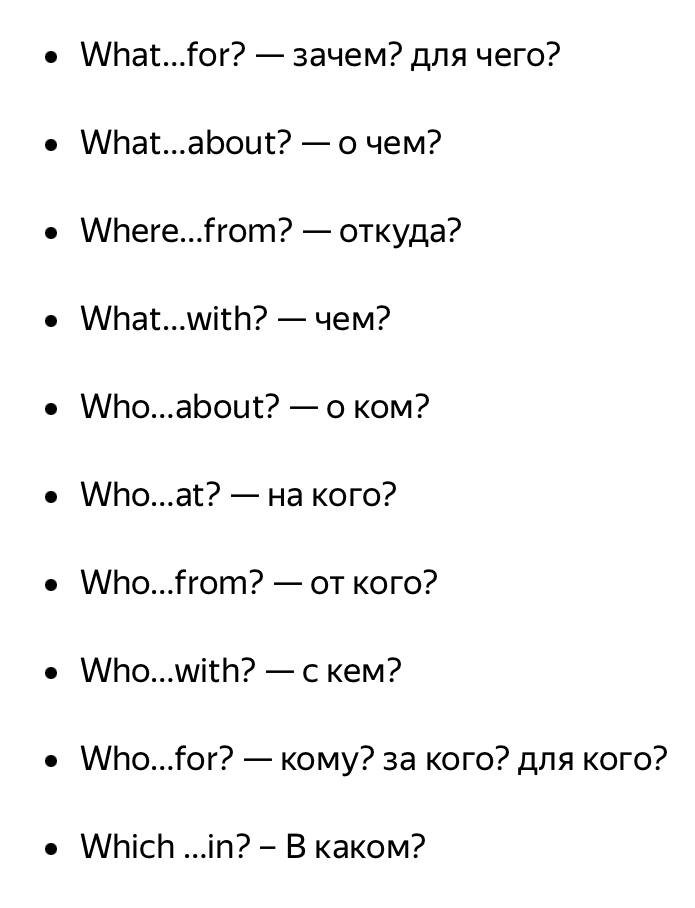 • What...for? — зачем? для чего?
• What...about? — о чем?
• Where...from? — откуда?
• What...with? — чем?
• Who...about? — о ком?
• Who...at? — на кого?
• Who...from? — от кого?
• Who...with? — с кем?
• Who...for? — кому? за кого? для кого?
• Which ...in? – В каком?